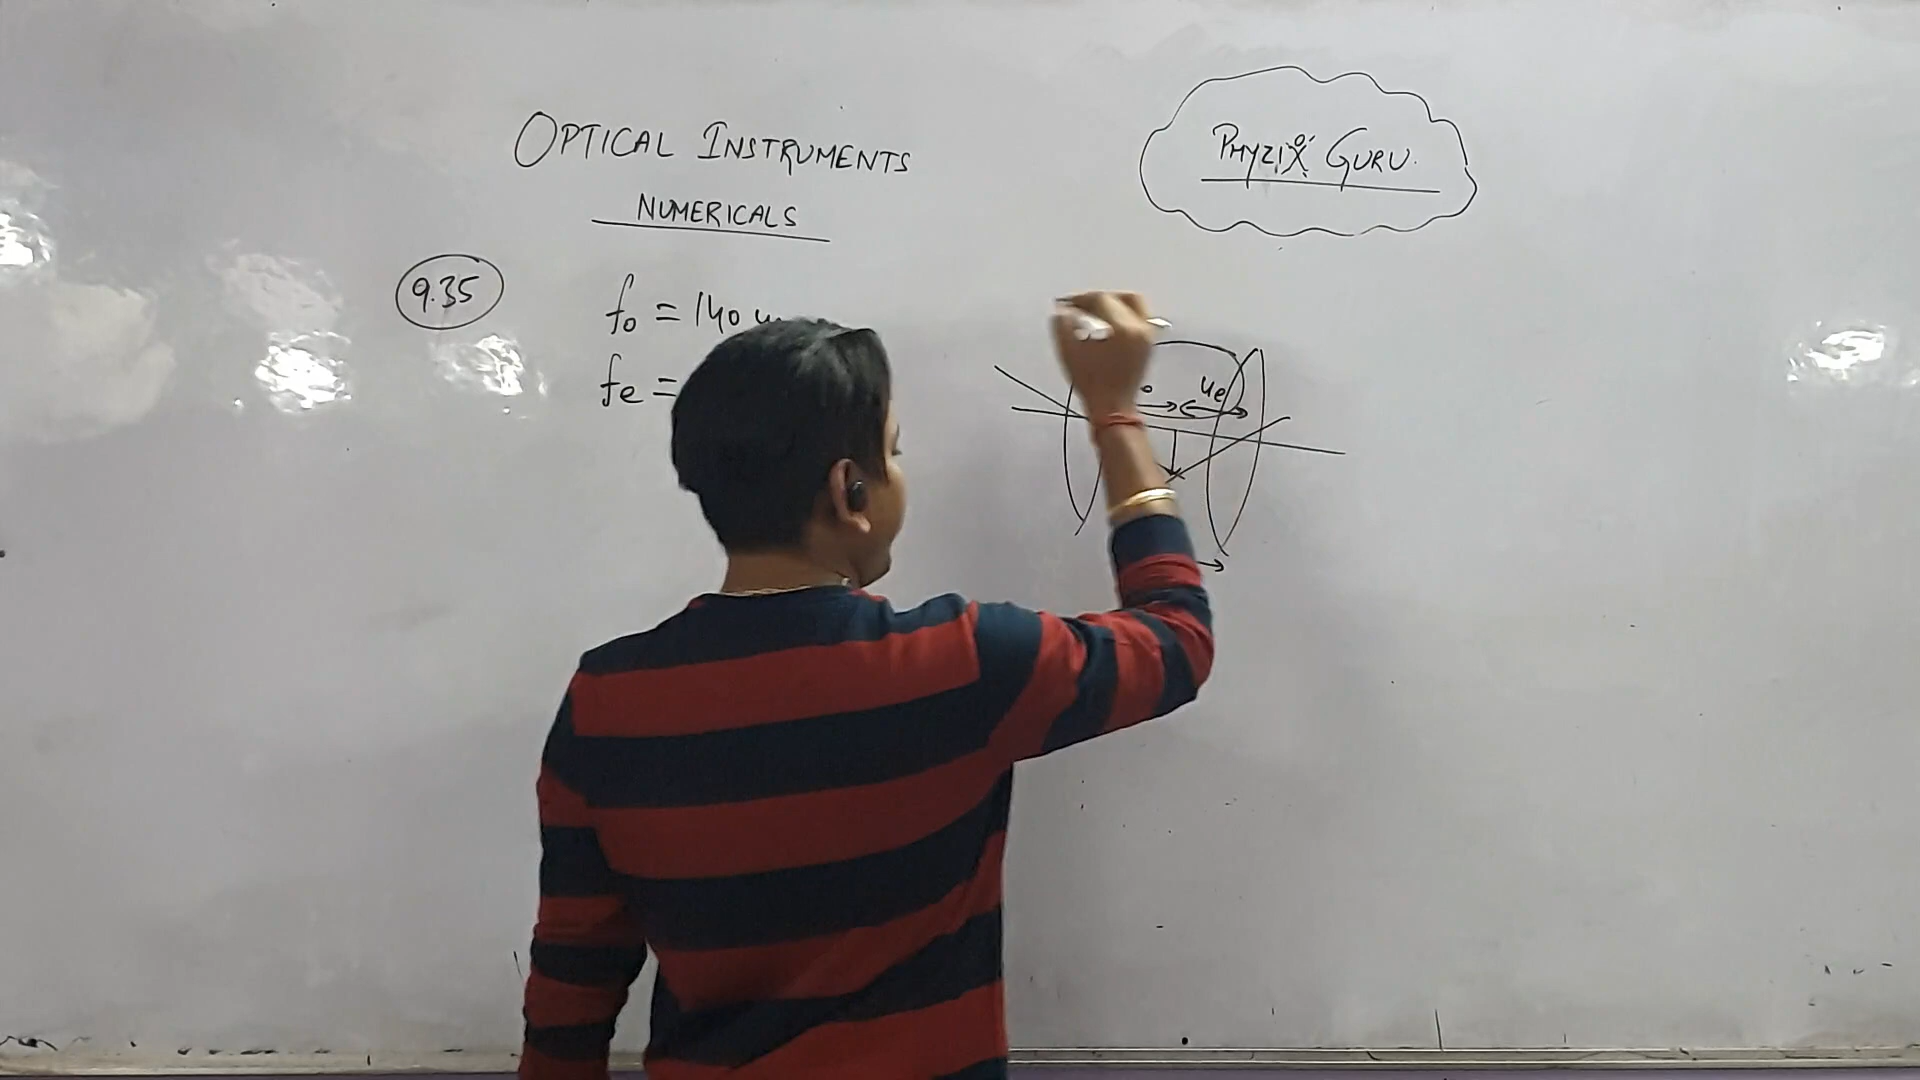 OPTICAL INSTRUMENTS
NUMERICALS
PHYZIX GURU.
9.35
fo = 140
fe =
ue